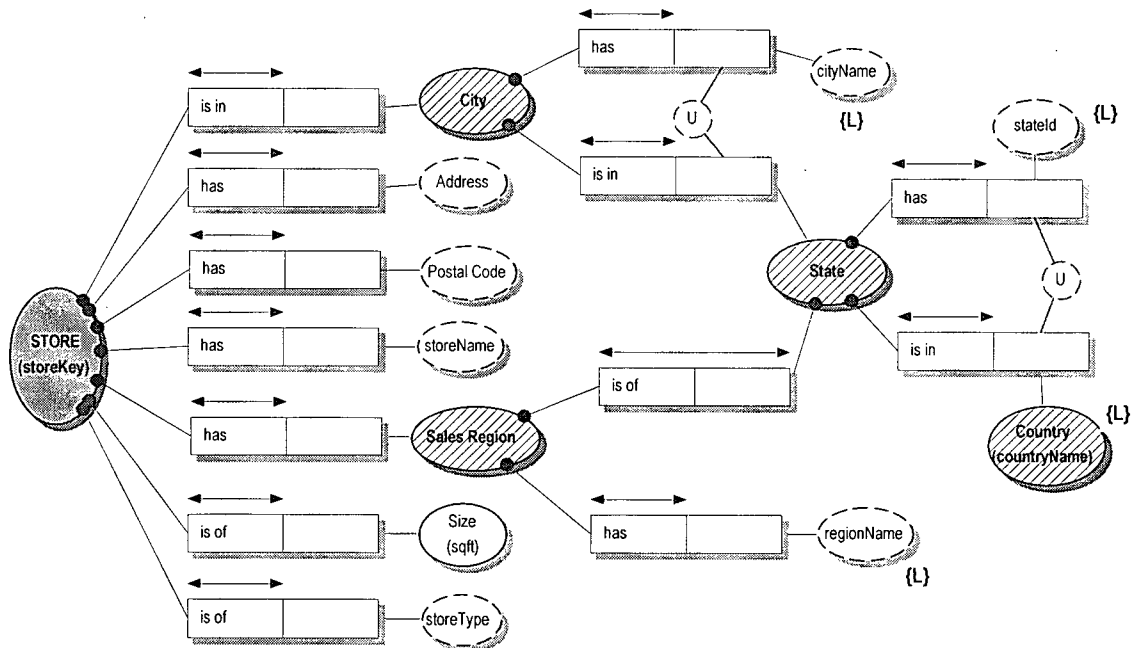 has
cityName
{L}
is in
City
U
is in
stateId
{L}
has
Address
has
has
Postal Code
State
U
STORE
(storeKey)
has
storeName
is in
is of
{L}
has
Sales Region
Country
(countryName)
is of
Size
(sqft)
has
regionName
{L}
is of
storeType